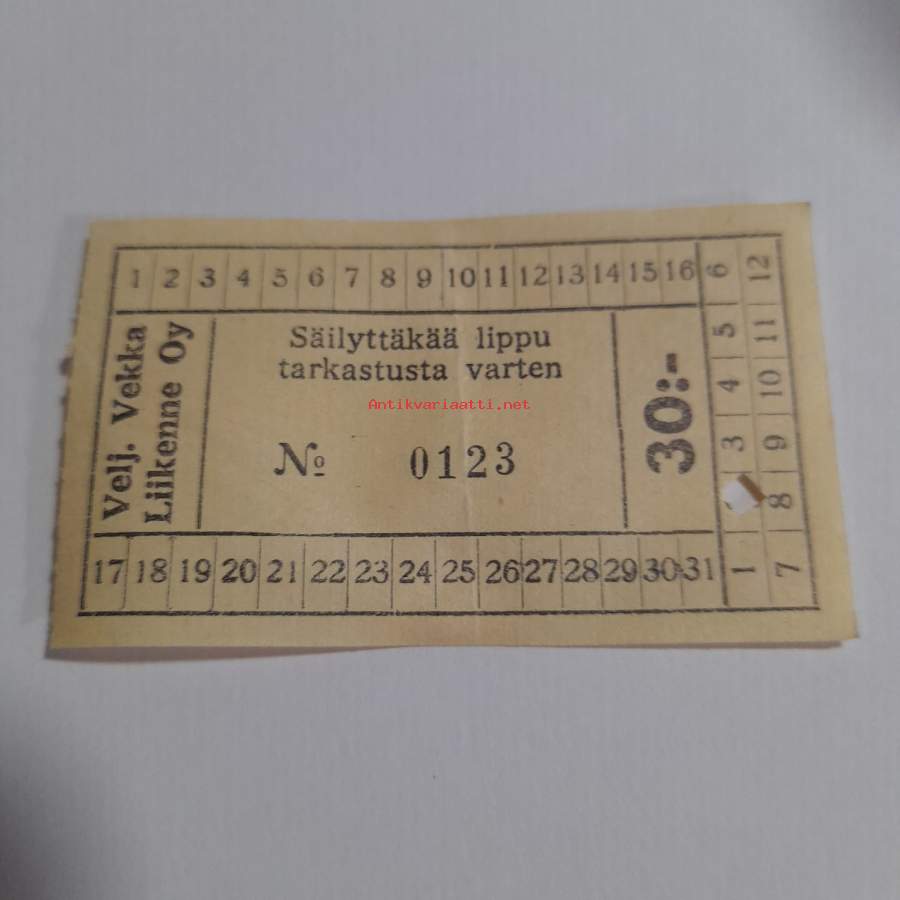 1 2 3 4 5 6 7 8 9 10 11 12 13 14 15 16
Velj. Vekka
Liikenne Oy
Säilyttäkää lippu
tarkastusta varten
Antikvariaatti.net
№ 0123
30:-
17 18 19 20 21 22 23 24 25 26 27 28 29 30 31
1 3 4 5 6
7 8 9 10 11 12